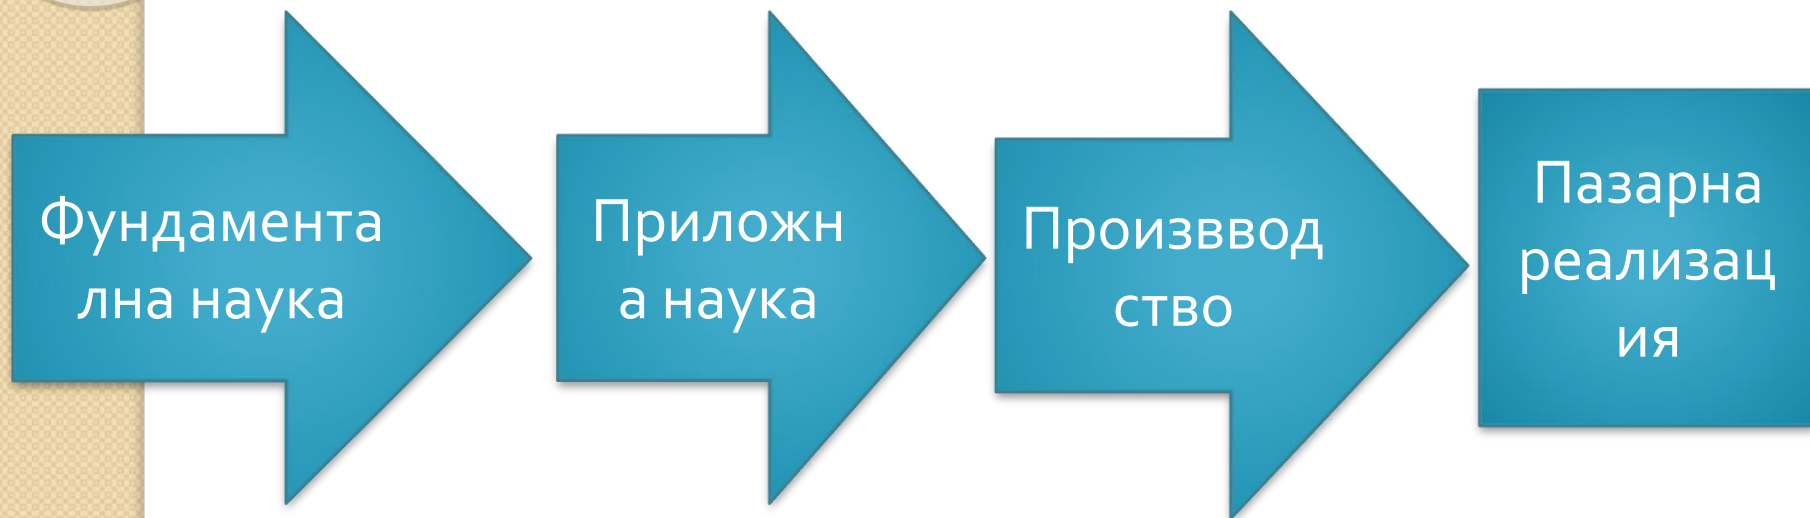 Фундамента
лна наука
Приложн
а наука
Произввод
ство
Пазарна
реализац
ия